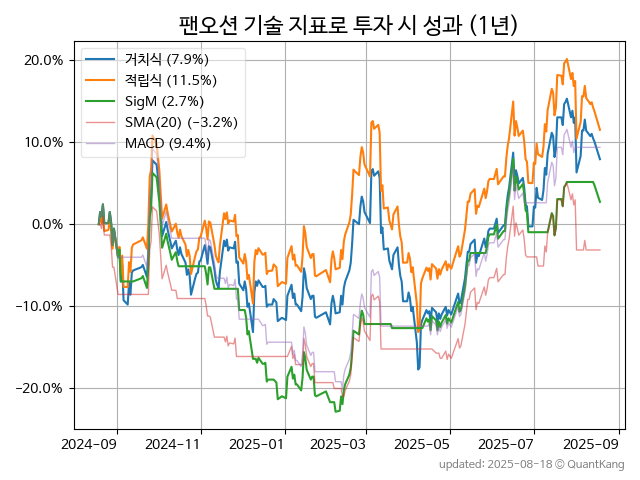 팬오션 기술 지표로 투자 시 성과 (1년)
20.0%
10.0%
0.0%
−10.0%
−20.0%
거치식 (7.9%)
적립식 (11.5%)
SigM (2.7%)
SMA(20) (−3.2%)
MACD (9.4%)
2024−09
2024−11
2025−01
2025−03
2025−05
2025−07
2025−09
updated: 2025-08-18 © QuantKang